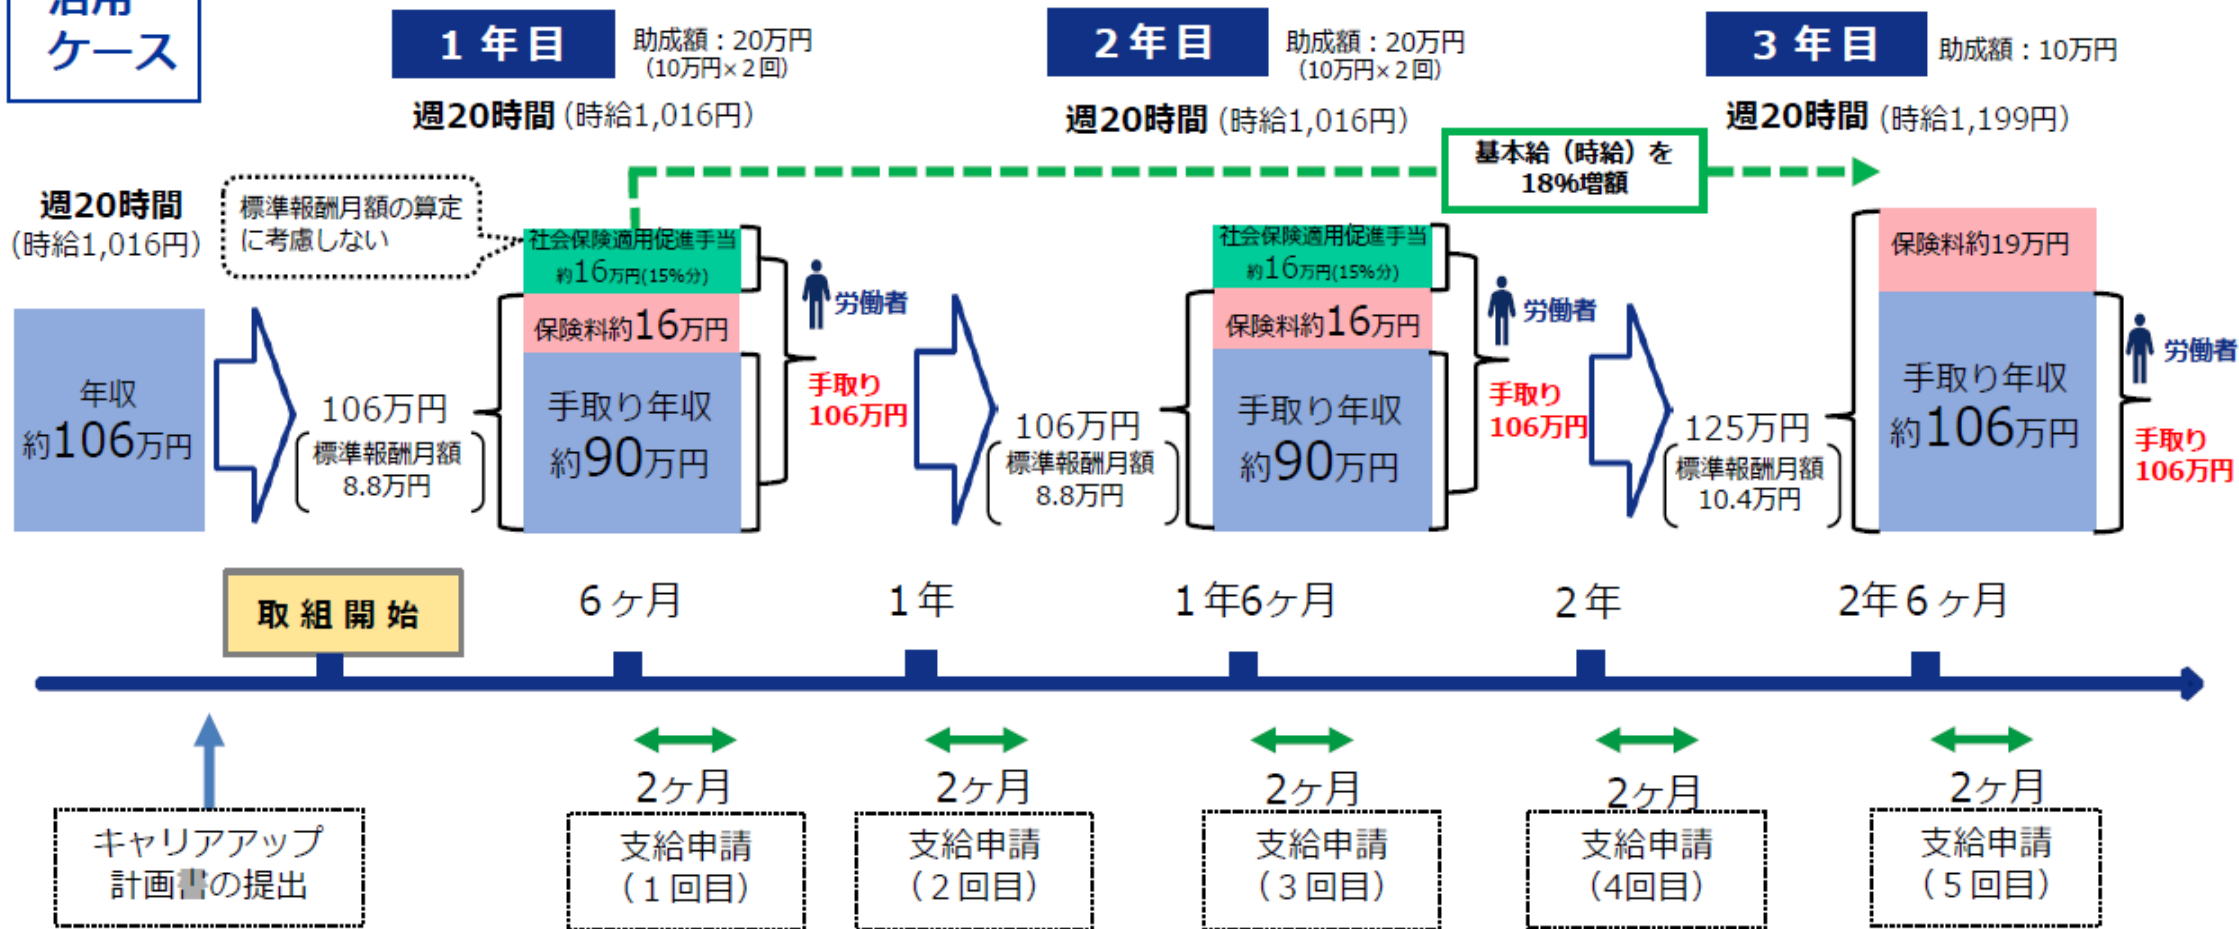 活用
ケース
1年目
助成額：20万円
（10万円×２回）
週20時間（時給1,016円）
2年目
助成額：20万円
（10万円×２回）
週20時間（時給1,016円）
3年目
助成額：10万円
週20時間（時給1,199円）
基本給（時給）を
18%増額
週20時間
（時給1,016円）
標準報酬月額の算定
に考慮しない
年収
約106万円
106万円
標準報酬月額
8.8万円
社会保険適用促進手当
約16万円(15%分)
保険料約16万円
手取り年収
約90万円
労働者
手取り
106万円
106万円
標準報酬月額
8.8万円
社会保険適用促進手当
約16万円(15%分)
保険料約16万円
手取り年収
約90万円
労働者
手取り
106万円
125万円
標準報酬月額
10.4万円
保険料約19万円
手取り年収
約106万円
労働者
手取り
106万円
取組開始
6ヶ月
1年
1年6ヶ月
2年
2年6ヶ月
2ヶ月
2ヶ月
2ヶ月
2ヶ月
2ヶ月
キャリアアップ
計画書の提出
支給申請
（１回目）
支給申請
（２回目）
支給申請
（３回目）
支給申請
（4回目）
支給申請
（５回目）